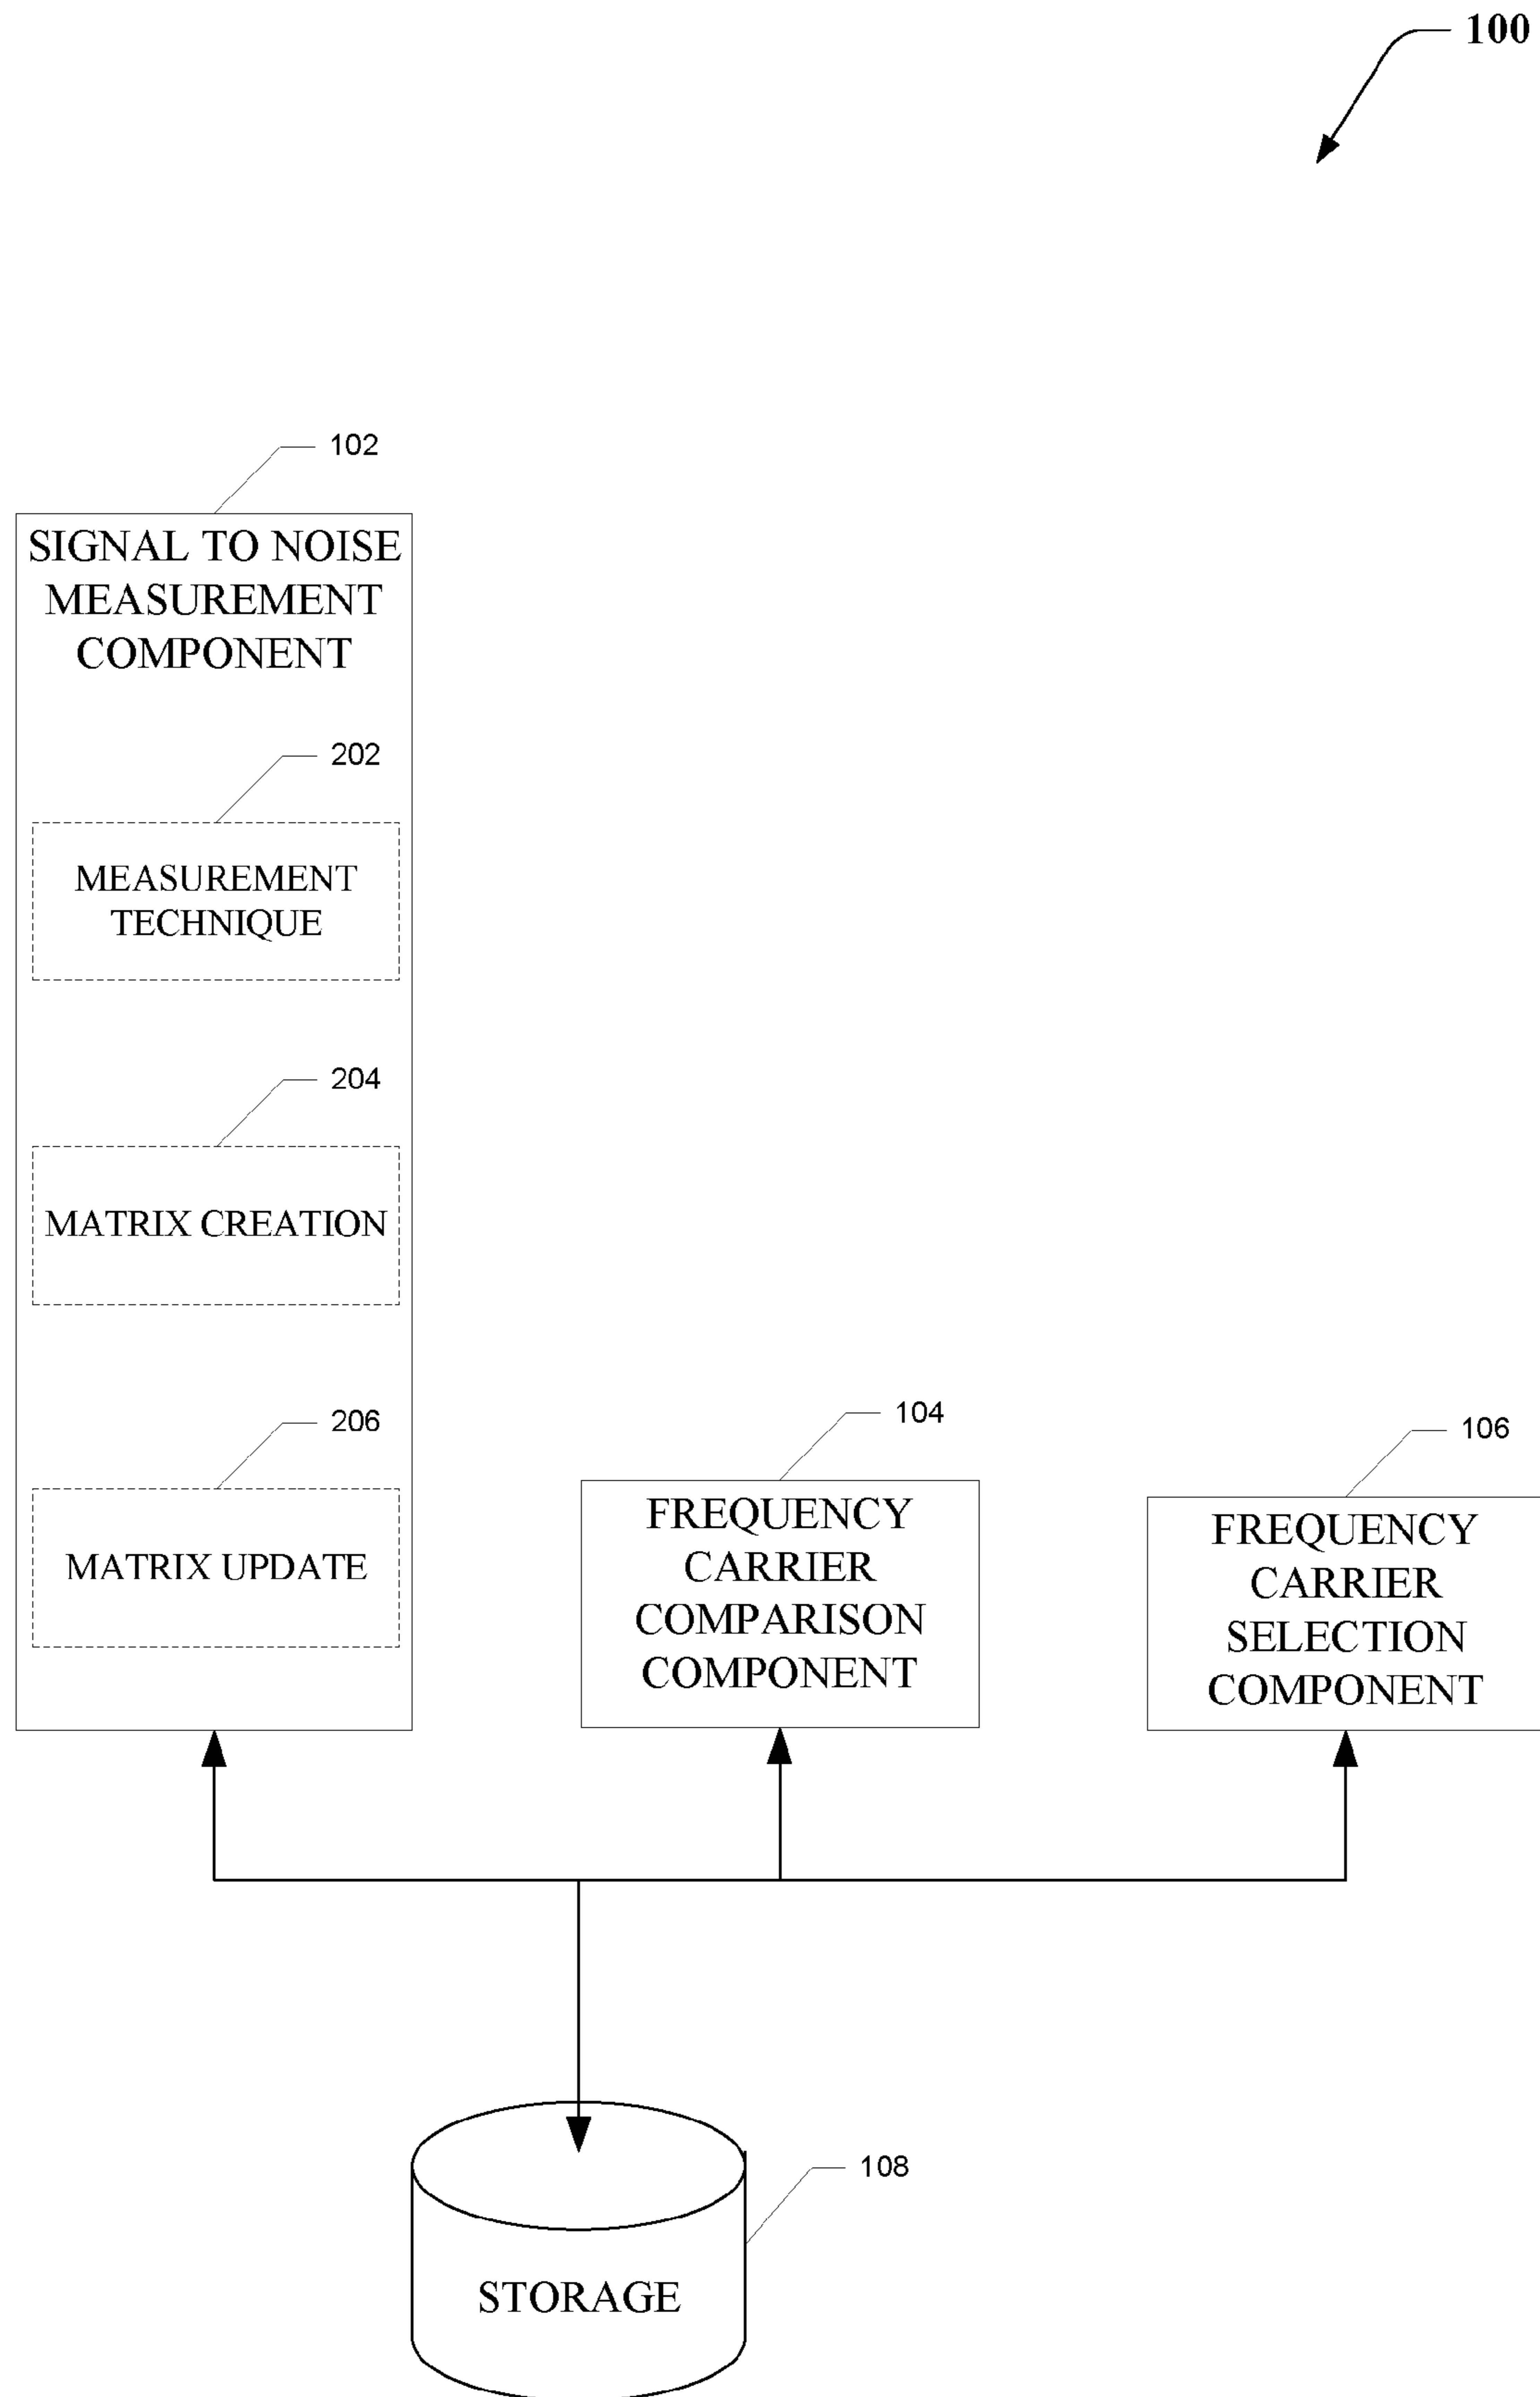 100
102
SIGNAL TO NOISE
MEASUREMENT
COMPONENT
202
MEASUREMENT
TECHNIQUE
204
MATRIX CREATION
206
MATRIX UPDATE
104
FREQUENCY
CARRIER
COMPARISON
COMPONENT
106
FREQUENCY
CARRIER
SELECTION
COMPONENT
108
STORAGE